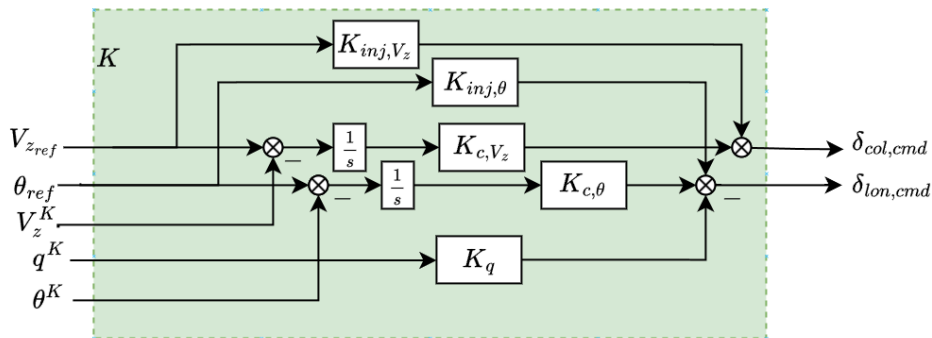 K
K_{inj,V_z}
K_{inj,θ}
V_{z_{ref}}
1/s
K_{c,V_z}
δ_{col,cmd}
−
θ_{ref}
1/s
K_{c,θ}
δ_{lon,cmd}
−
−
V_z^K
q^K
K_q
θ^K